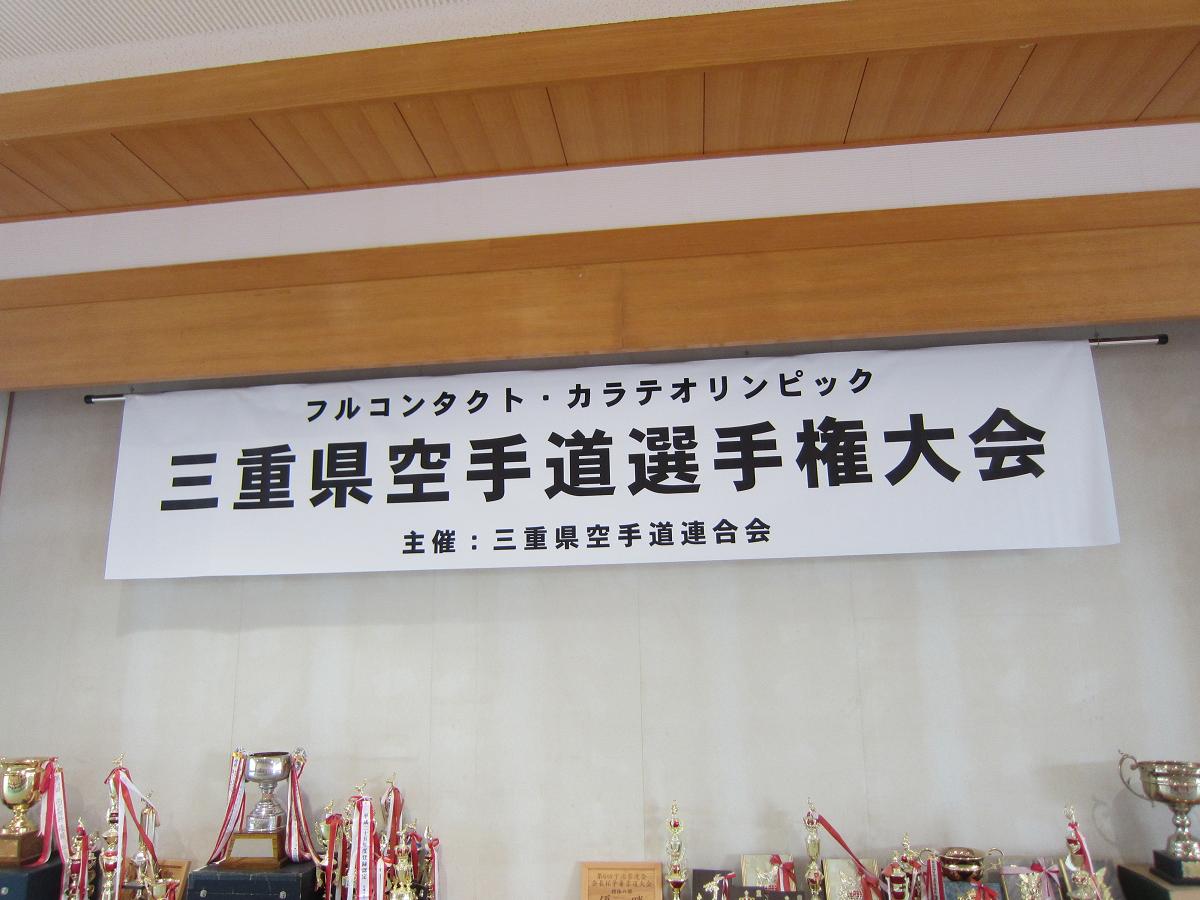 フルコンタクト・カラテオリンピック
三重県空手道選手権大会
主催：三重県空手道連合会